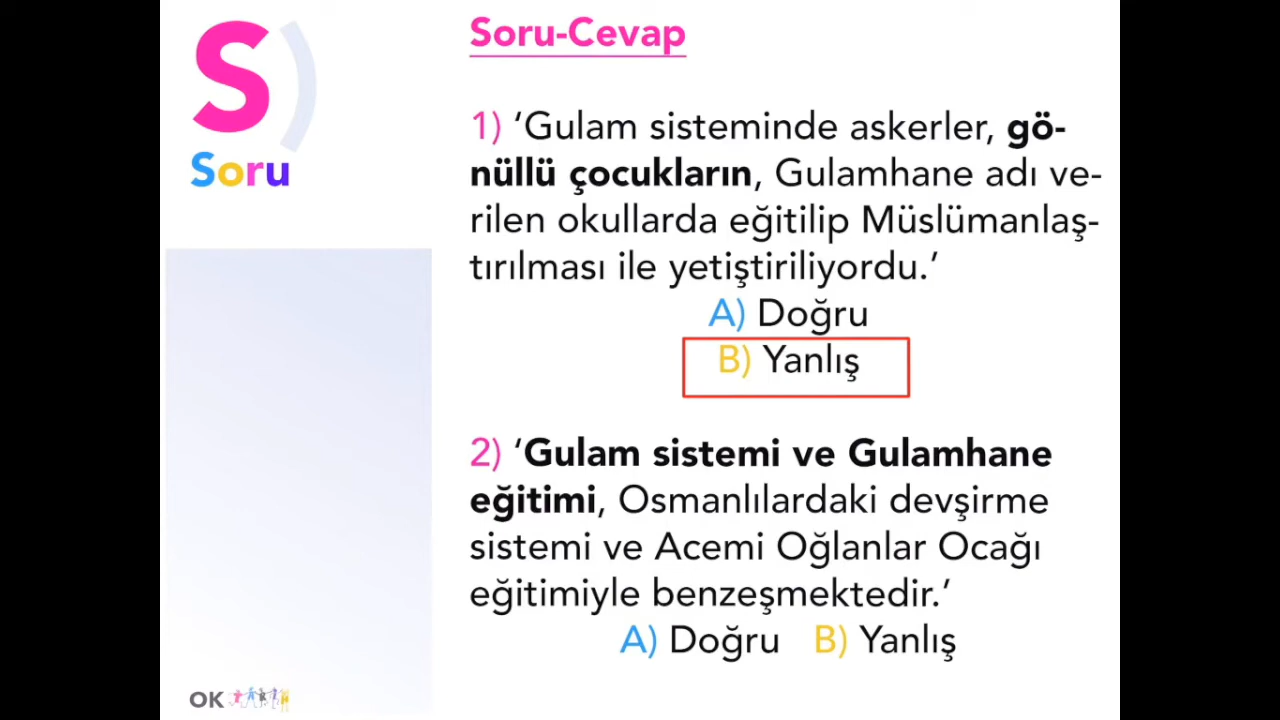 S)
Soru
Soru-Cevap
1) ‘Gulam sisteminde askerler, gö-
nüllü çocukların, Gulamhane adı ve-
rilen okullarda eğitilip Müslümanlaş-
tırılması ile yetiştiriliyordu.’
A) Doğru
B) Yanlış
2) ‘Gulam sistemi ve Gulamhane
eğitimi, Osmanlılardaki devşirme
sistemi ve Acemi Oğlanlar Ocağı
eğitimiyle benzeşmektedir.’
A) Doğru B) Yanlış
OK